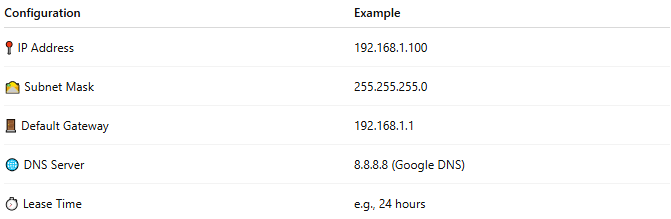 Configuration Example
IP Address 192.168.1.100
Subnet Mask 255.255.255.0
Default Gateway 192.168.1.1
DNS Server 8.8.8.8 (Google DNS)
Lease Time e.g., 24 hours